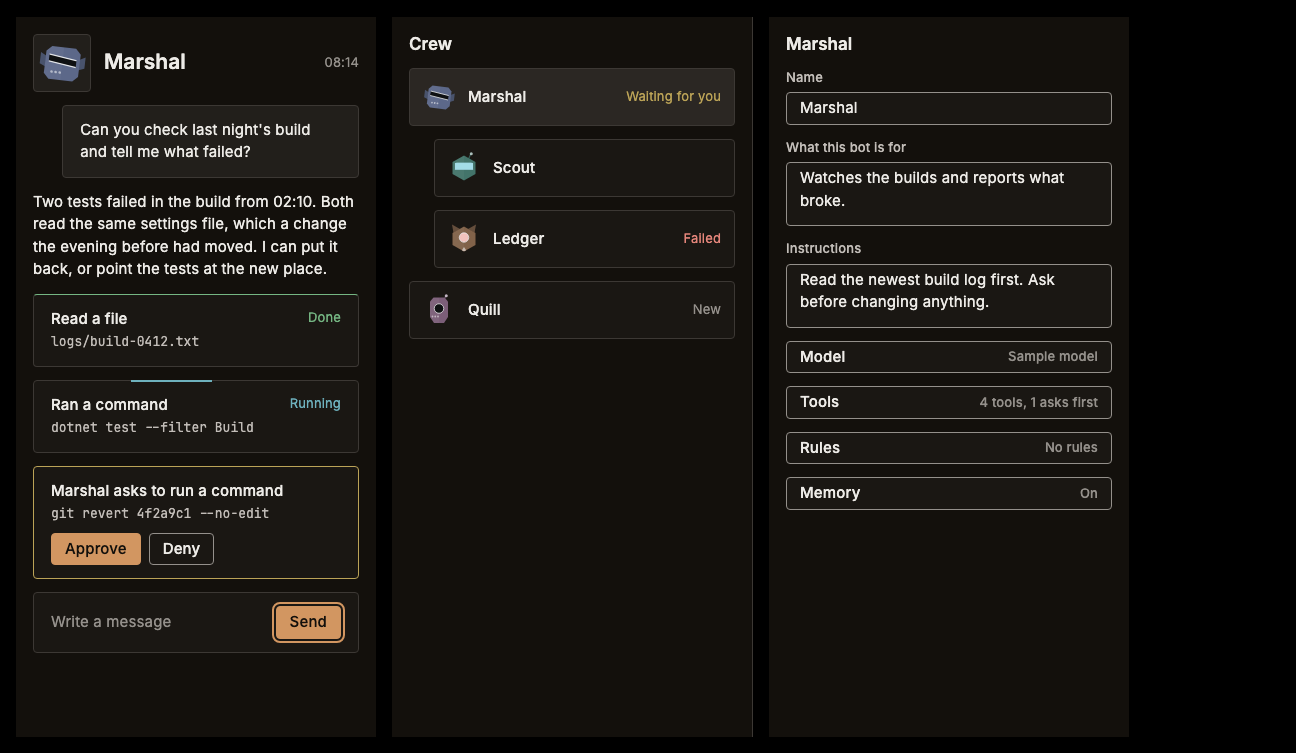 Marshal
08:14
Can you check last night's build
and tell me what failed?
Two tests failed in the build from 02:10. Both
read the same settings file, which a change
the evening before had moved. I can put it
back, or point the tests at the new place.
Read a file
Done
logs/build-0412.txt
Ran a command
Running
dotnet test --filter Build
Marshal asks to run a command
git revert 4f2a9c1 --no-edit
Approve
Deny
Write a message
Send
Crew
Marshal
Waiting for you
Scout
Ledger
Failed
Quill
New
Marshal
Name
Marshal
What this bot is for
Watches the builds and reports what
broke.
Instructions
Read the newest build log first. Ask
before changing anything.
Model
Sample model
Tools
4 tools, 1 asks first
Rules
No rules
Memory
On